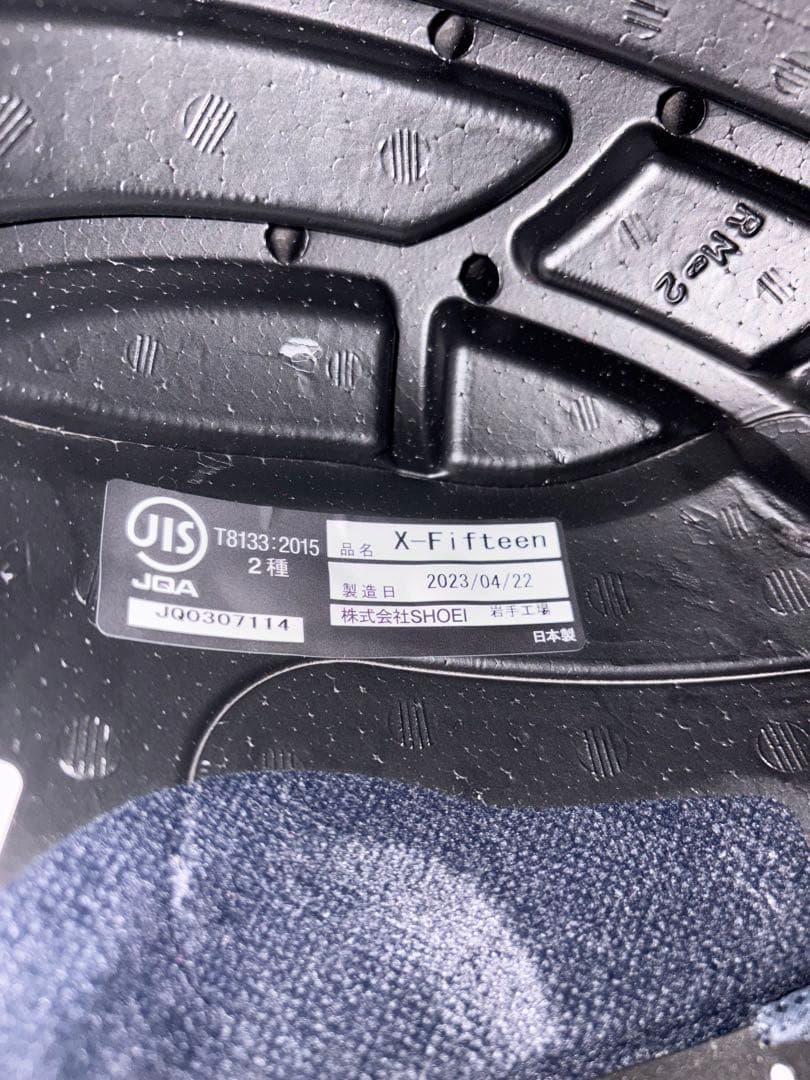 RM-2
JIS
JQA
T8133:2015
2種
JQ0307114
品名 X-Fifteen
製造日 2023/04/22
株式会社SHOEI 岩手工場
日本製